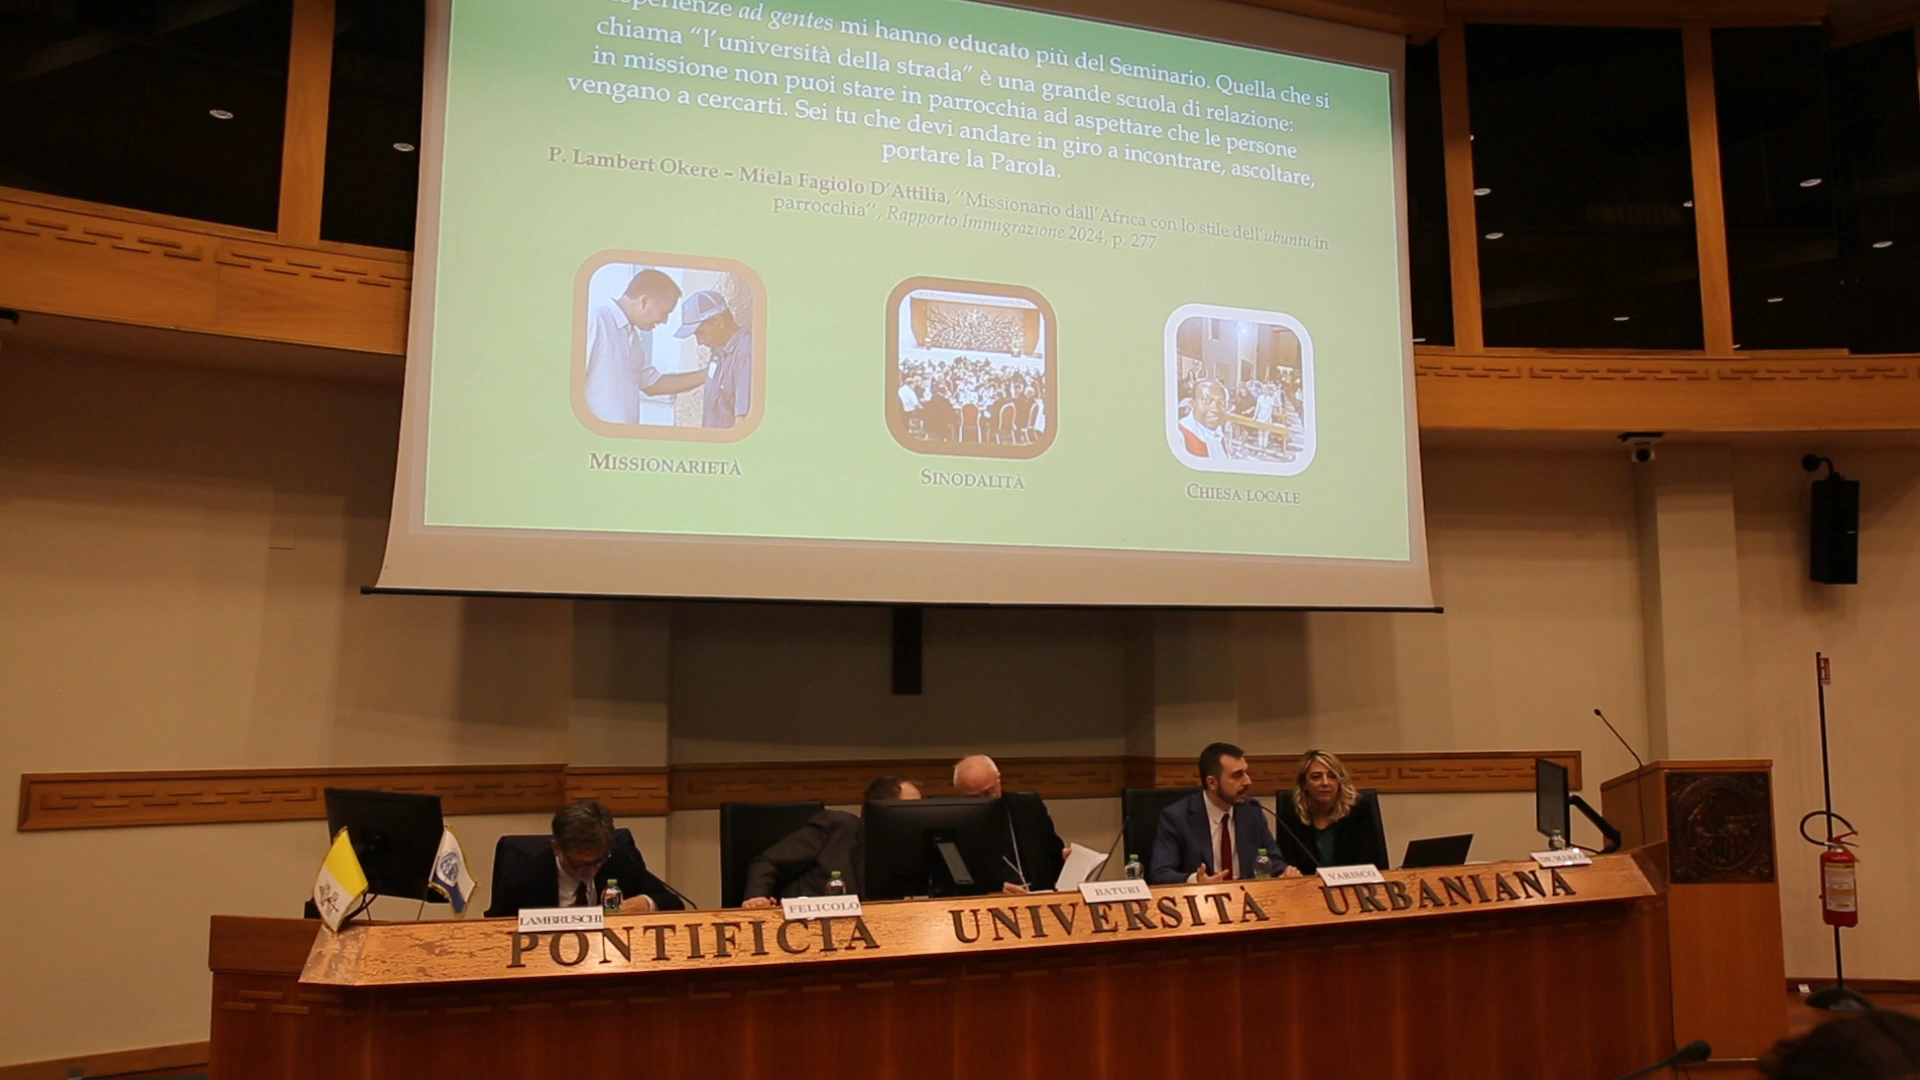 esperienze ad gentes mi hanno educato più del Seminario. Quella che si
chiama “l’università della strada” è una grande scuola di relazione:
in missione non puoi stare in parrocchia ad aspettare che le persone
vengano a cercarti. Sei tu che devi andare in giro a incontrare, ascoltare,
portare la Parola.
P. Lambert Okere – Miela Fagiolo D’Attilia, “Missionario dall’Africa con lo stile dell’ubuntu in
parrocchia”, Rapporto Immigrazione 2024, p. 277
MISSIONARIETÀ
SINODALITÀ
CHIESA LOCALE
LAMBRUSCHI
FELICOLO
BATURI
VARISCO
DE MARCO
PONTIFICIA UNIVERSITÀ URBANIANA